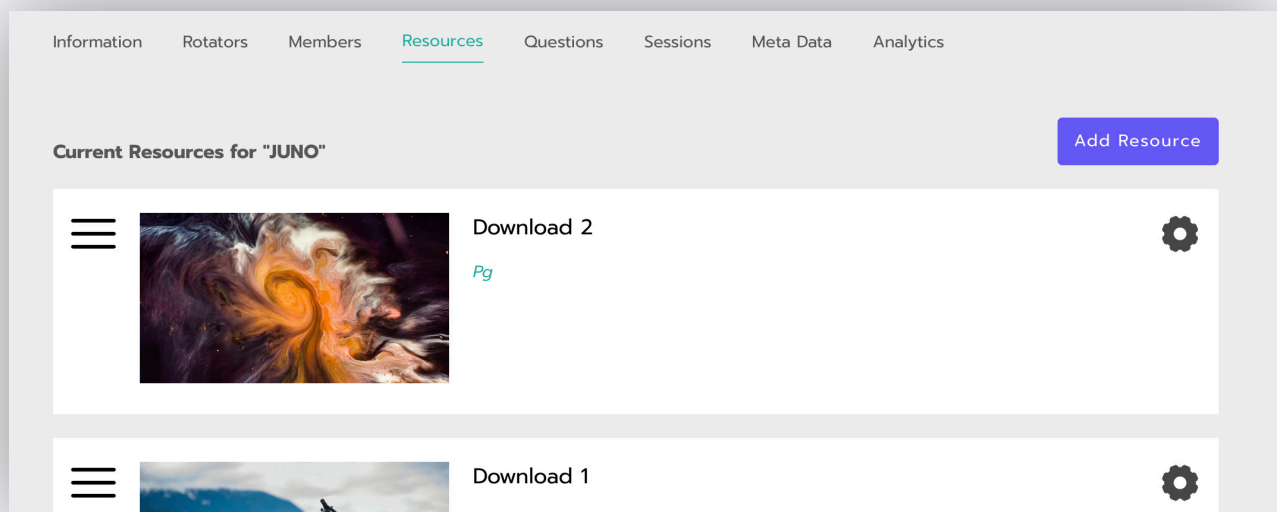 Information Rotators Members Resources Questions Sessions Meta Data Analytics
Current Resources for "JUNO"
Add Resource
Download 2
Pg
Download 1